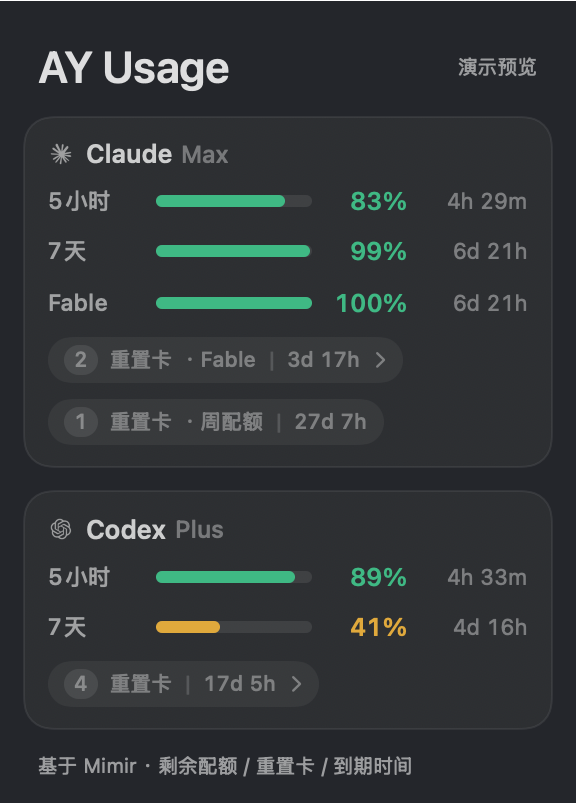 AY Usage 演示预览
Claude Max
5小时 83% 4h 29m
7天 99% 6d 21h
Fable 100% 6d 21h
2 重置卡 · Fable | 3d 17h >
1 重置卡 · 周配额 | 27d 7h
Codex Plus
5小时 89% 4h 33m
7天 41% 4d 16h
4 重置卡 | 17d 5h >
基于 Mimir · 剩余配额 / 重置卡 / 到期时间